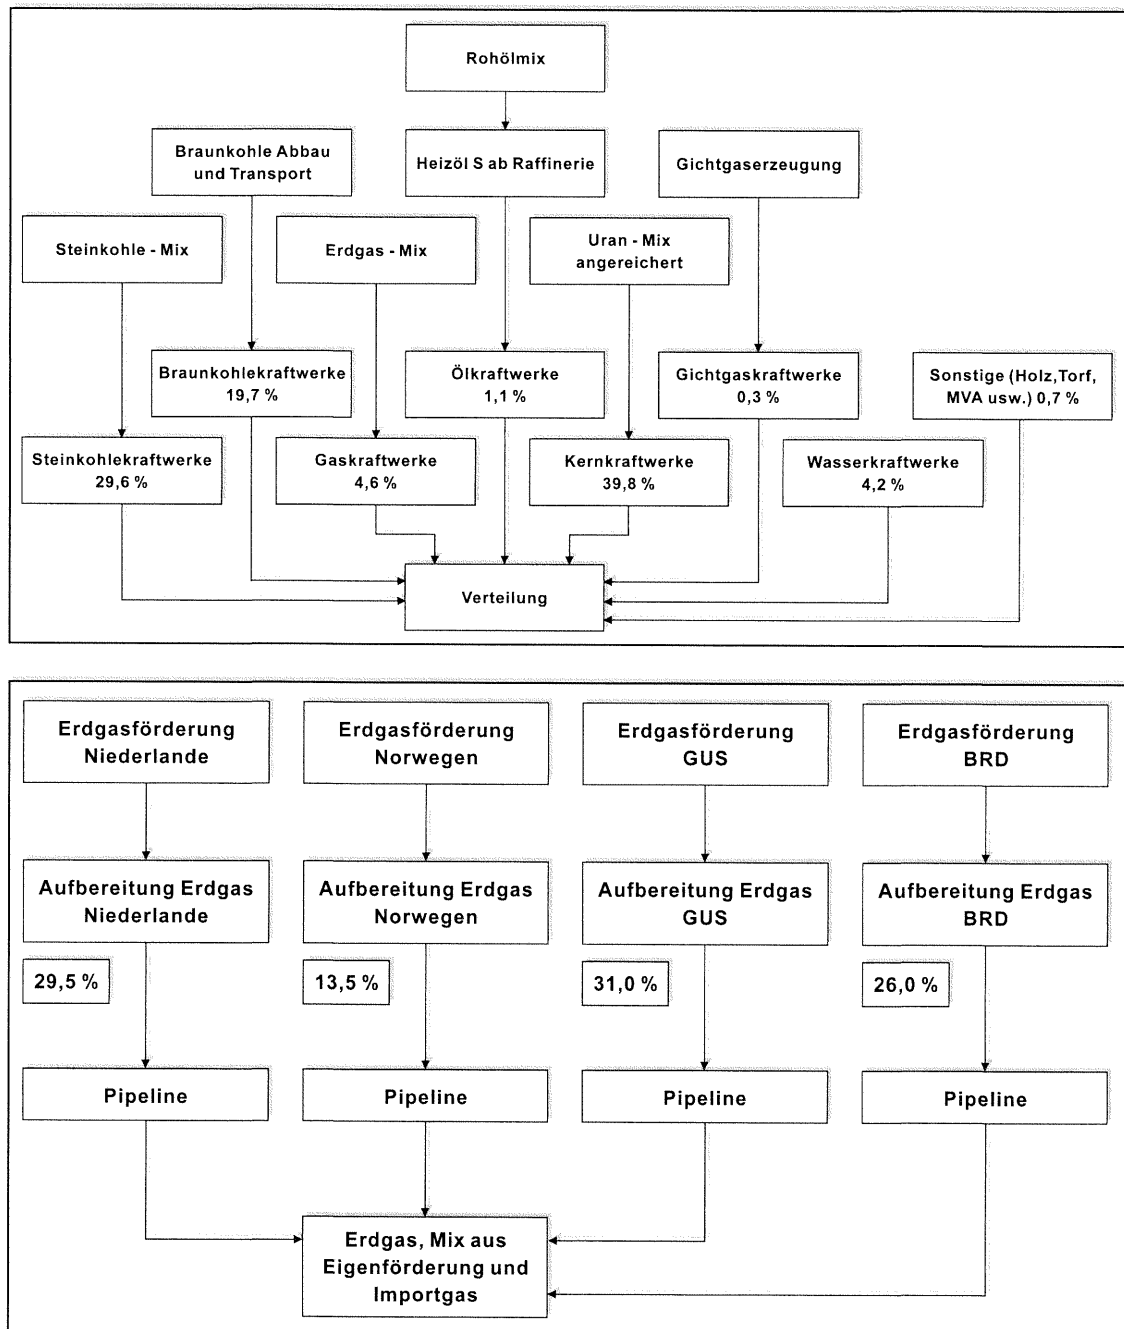 Rohölmix
Braunkohle Abbau
und Transport
Heizöl S ab Raffinerie
Gichtgaserzeugung
Steinkohle - Mix
Erdgas - Mix
Uran - Mix
angereichert
Braunkohlekraftwerke
19,7 %
Ölkraftwerke
1,1 %
Gichtgaskraftwerke
0,3 %
Sonstige (Holz,Torf,
MVA usw.) 0,7 %
Steinkohlekraftwerke
29,6 %
Gaskraftwerke
4,6 %
Kernkraftwerke
39,8 %
Wasserkraftwerke
4,2 %
Verteilung
Erdgasförderung
Niederlande
Erdgasförderung
Norwegen
Erdgasförderung
GUS
Erdgasförderung
BRD
Aufbereitung Erdgas
Niederlande
Aufbereitung Erdgas
Norwegen
Aufbereitung Erdgas
GUS
Aufbereitung Erdgas
BRD
29,5 %
13,5 %
31,0 %
26,0 %
Pipeline
Pipeline
Pipeline
Pipeline
Erdgas, Mix aus
Eigenförderung und
Importgas